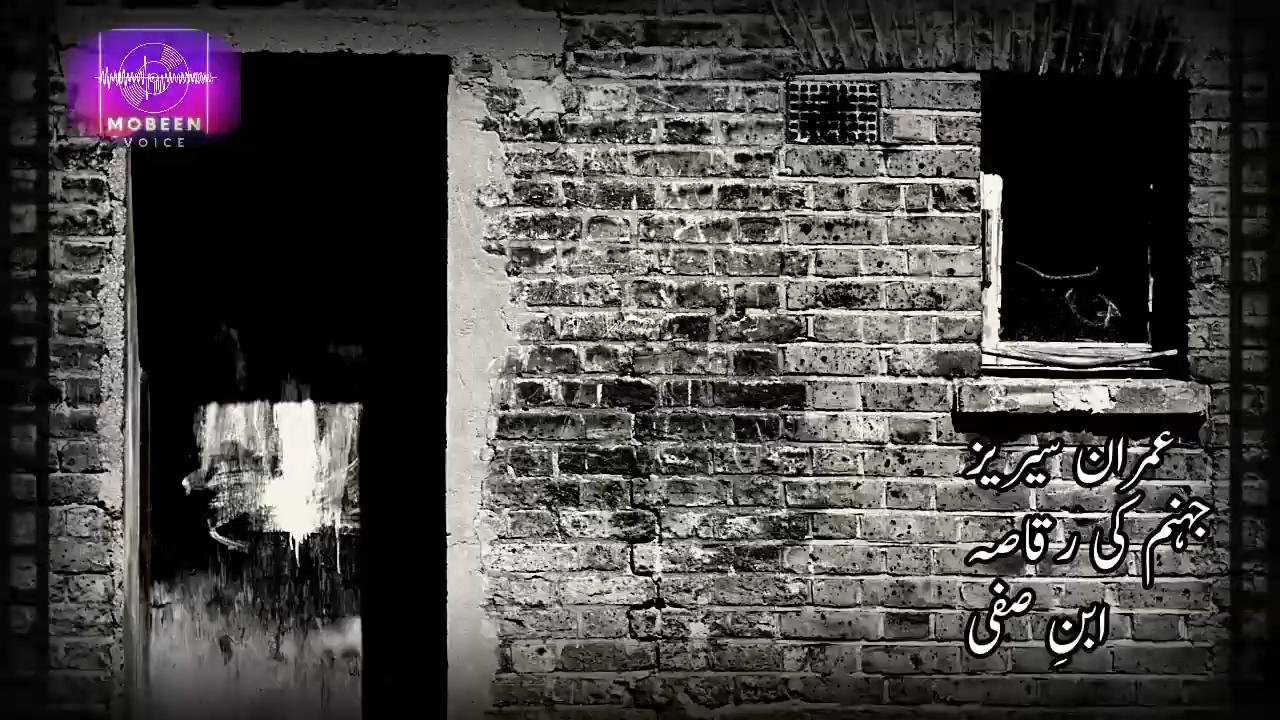 MOBEEN
VOICE
عمران سیریز
جہنم کی رقاصہ
ابنِ صفی